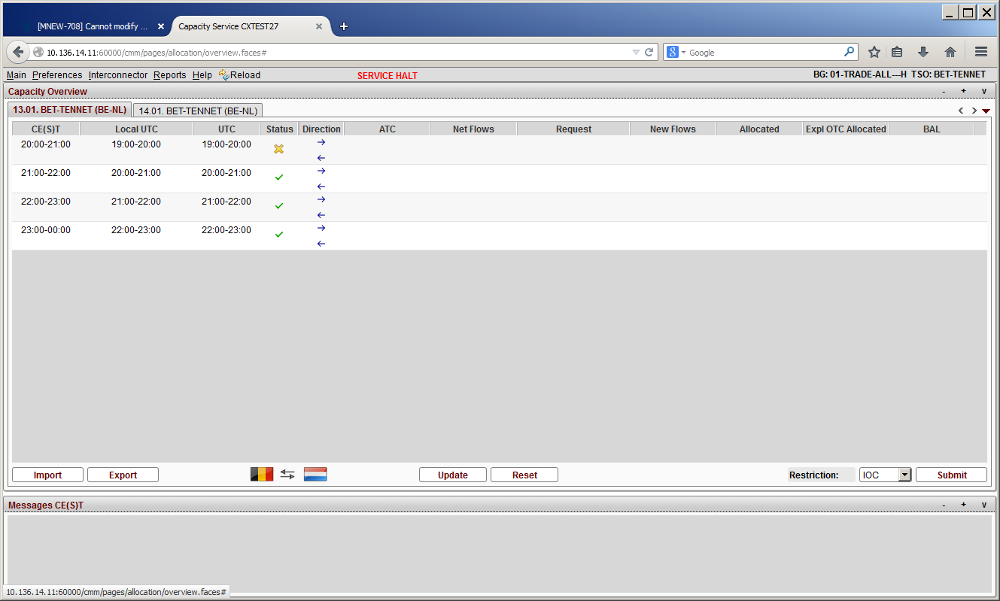 [MNEW-708] Cannot modify ... Capacity Service CXTEST27
10.136.14.11:60000/cmm/pages/allocation/overview.faces# Google
Main Preferences Interconnector Reports Help Reload SERVICE HALT BG: 01-TRADE-ALL---H TSO: BET-TENNET
Capacity Overview - + v
13.01. BET-TENNET (BE-NL) 14.01. BET-TENNET (BE-NL)
CE(S)T Local UTC UTC Status Direction ATC Net Flows Request New Flows Allocated Expl OTC Allocated BAL
20:00-21:00 19:00-20:00 19:00-20:00
21:00-22:00 20:00-21:00 20:00-21:00
22:00-23:00 21:00-22:00 21:00-22:00
23:00-00:00 22:00-23:00 22:00-23:00
Import Export Update Reset Restriction: IOC Submit
Messages CE(S)T - + v
10.136.14.11:60000/cmm/pages/allocation/overview.faces#